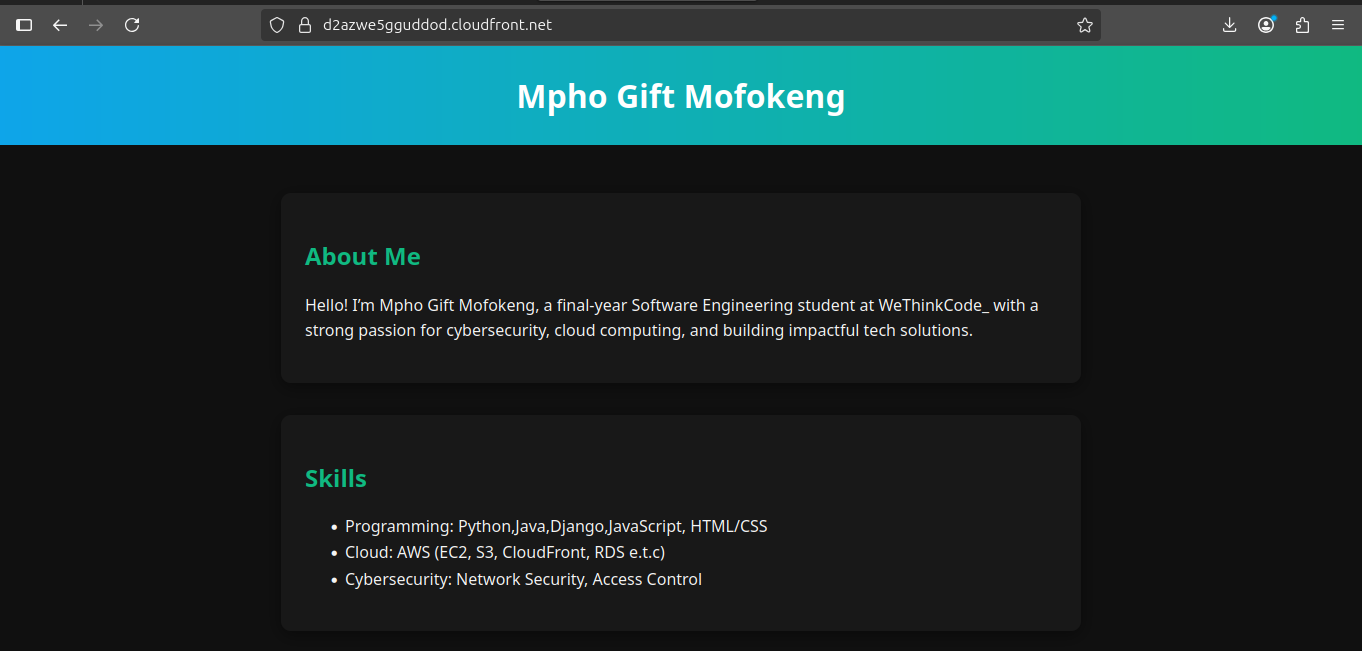 d2azwe5gguddod.cloudfront.net
Mpho Gift Mofokeng
About Me
Hello! I’m Mpho Gift Mofokeng, a final-year Software Engineering student at WeThinkCode_ with a
strong passion for cybersecurity, cloud computing, and building impactful tech solutions.
Skills
• Programming: Python,Java,Django,JavaScript, HTML/CSS
• Cloud: AWS (EC2, S3, CloudFront, RDS e.t.c)
• Cybersecurity: Network Security, Access Control